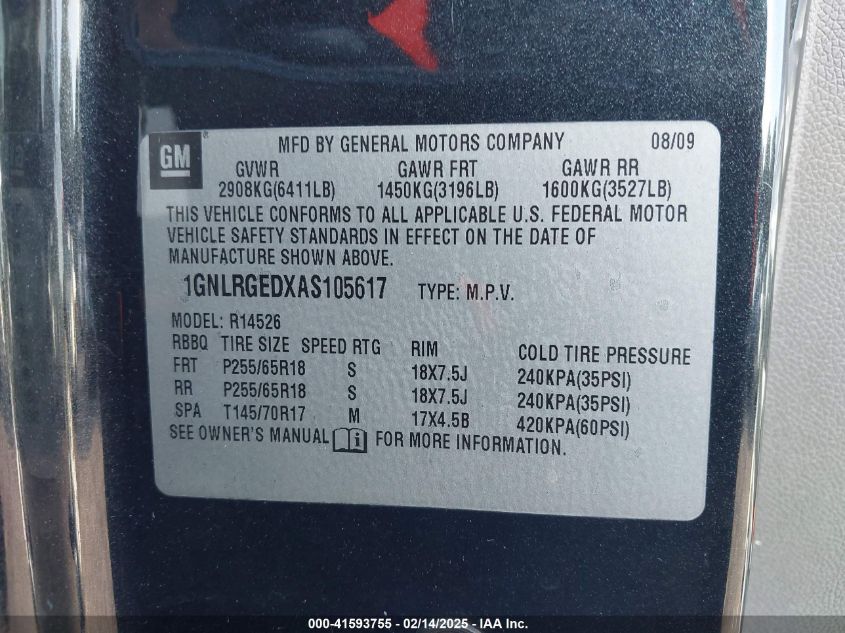 GM® MFD BY GENERAL MOTORS COMPANY 08/09
GVWR GAWR FRT GAWR RR
2908KG(6411LB) 1450KG(3196LB) 1600KG(3527LB)
THIS VEHICLE CONFORMS TO ALL APPLICABLE U.S. FEDERAL MOTOR
VEHICLE SAFETY STANDARDS IN EFFECT ON THE DATE OF
MANUFACTURE SHOWN ABOVE.
1GNLRGEDXAS105617 TYPE: M.P.V.
MODEL: R14526
RBBQ TIRE SIZE SPEED RTG RIM COLD TIRE PRESSURE
FRT P255/65R18 S 18X7.5J 240KPA(35PSI)
RR P255/65R18 S 18X7.5J 240KPA(35PSI)
SPA T145/70R17 M 17X4.5B 420KPA(60PSI)
SEE OWNER'S MANUAL i FOR MORE INFORMATION.
000-41593755 - 02/14/2025 - IAA Inc.